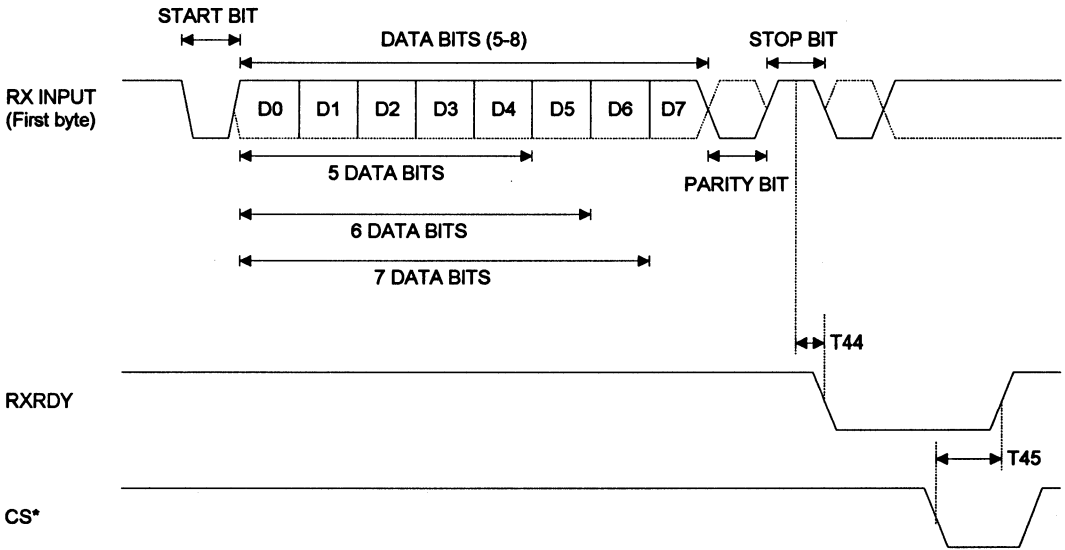 START BIT
DATA BITS (5-8)
STOP BIT
RX INPUT
(First byte)
D0 D1 D2 D3 D4 D5 D6 D7
5 DATA BITS
PARITY BIT
6 DATA BITS
7 DATA BITS
T44
RXRDY
T45
CS*